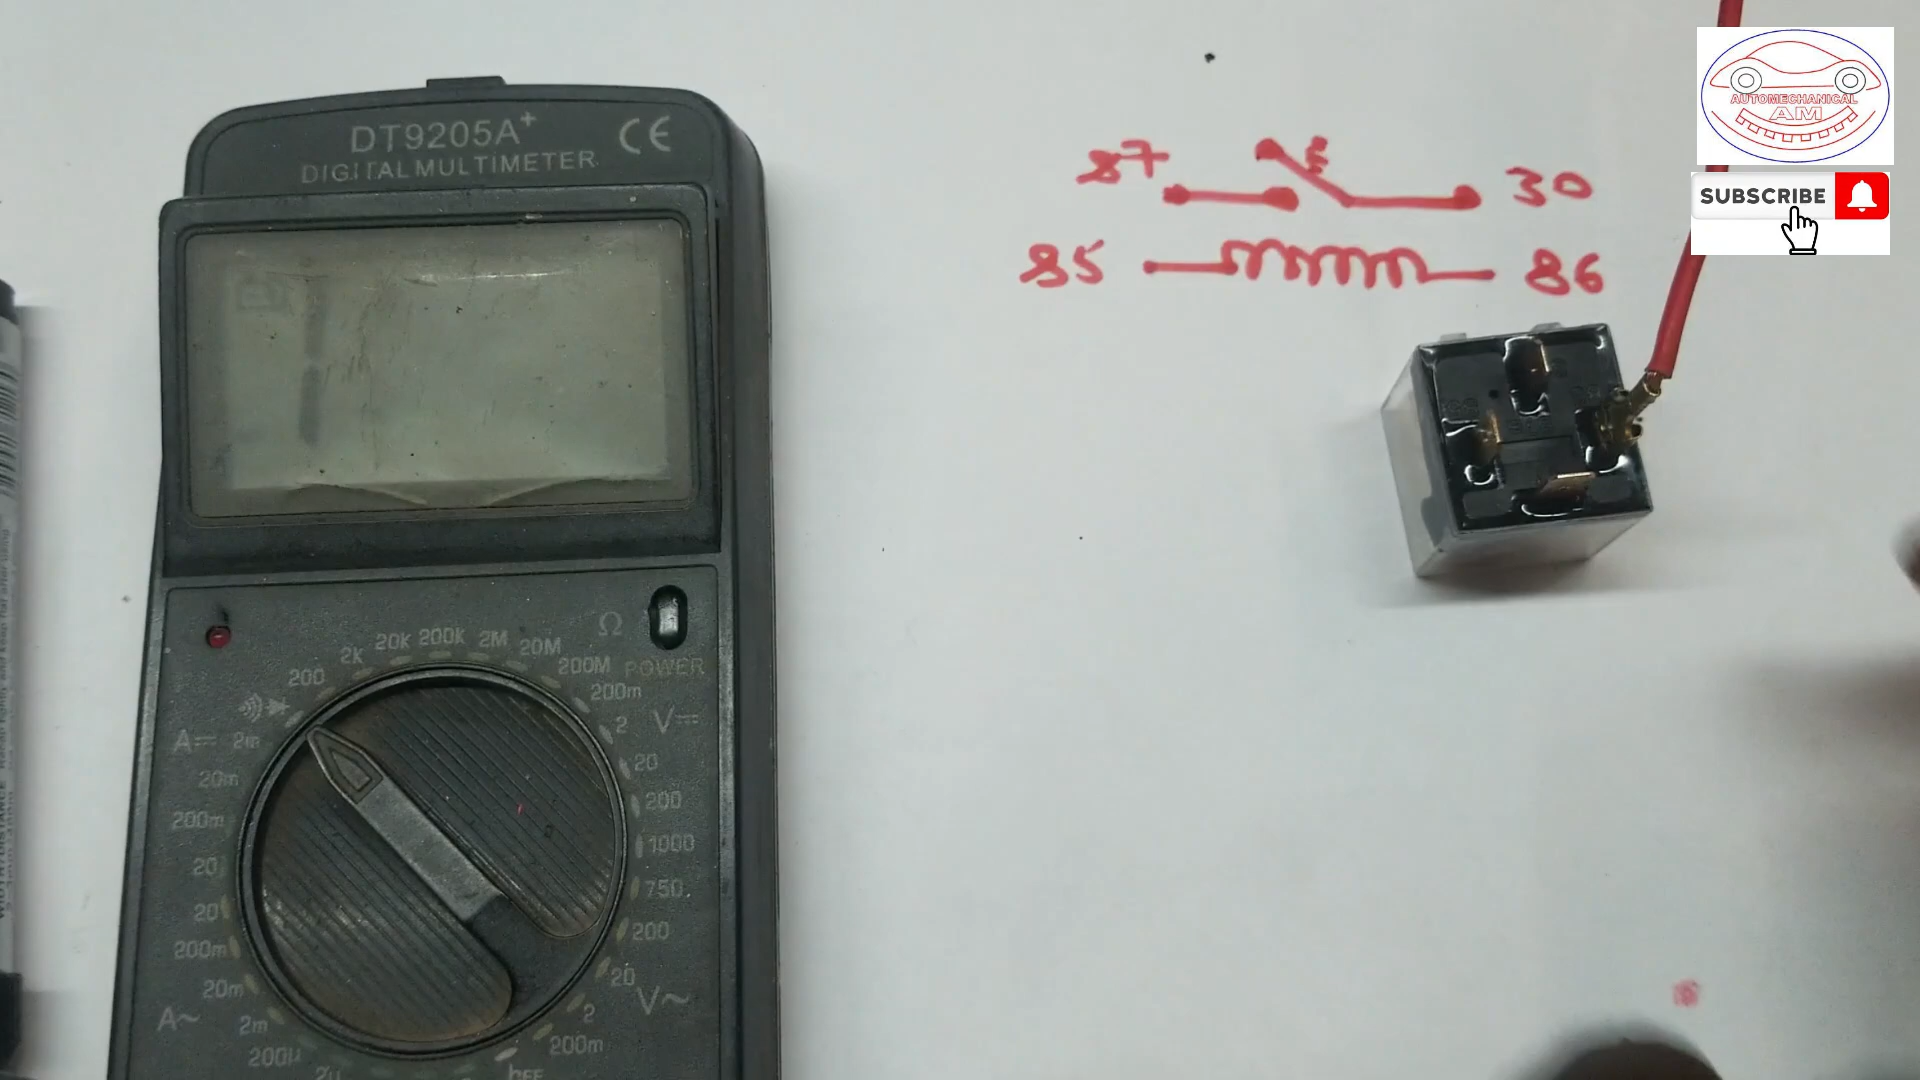 DT9205A+
CE
DIGITAL MULTIMETER
87
30
85
86
AUTOMECHANICAL
AM
SUBSCRIBE
Ω
POWER
200
2k
20k
200k
2M
20M
200M
200m
2
V
20
200
1000
750
200
20
V~
2
200m
hFE
A
2m
20m
200m
20
20
200m
20m
A~
2m
200µ
2µ